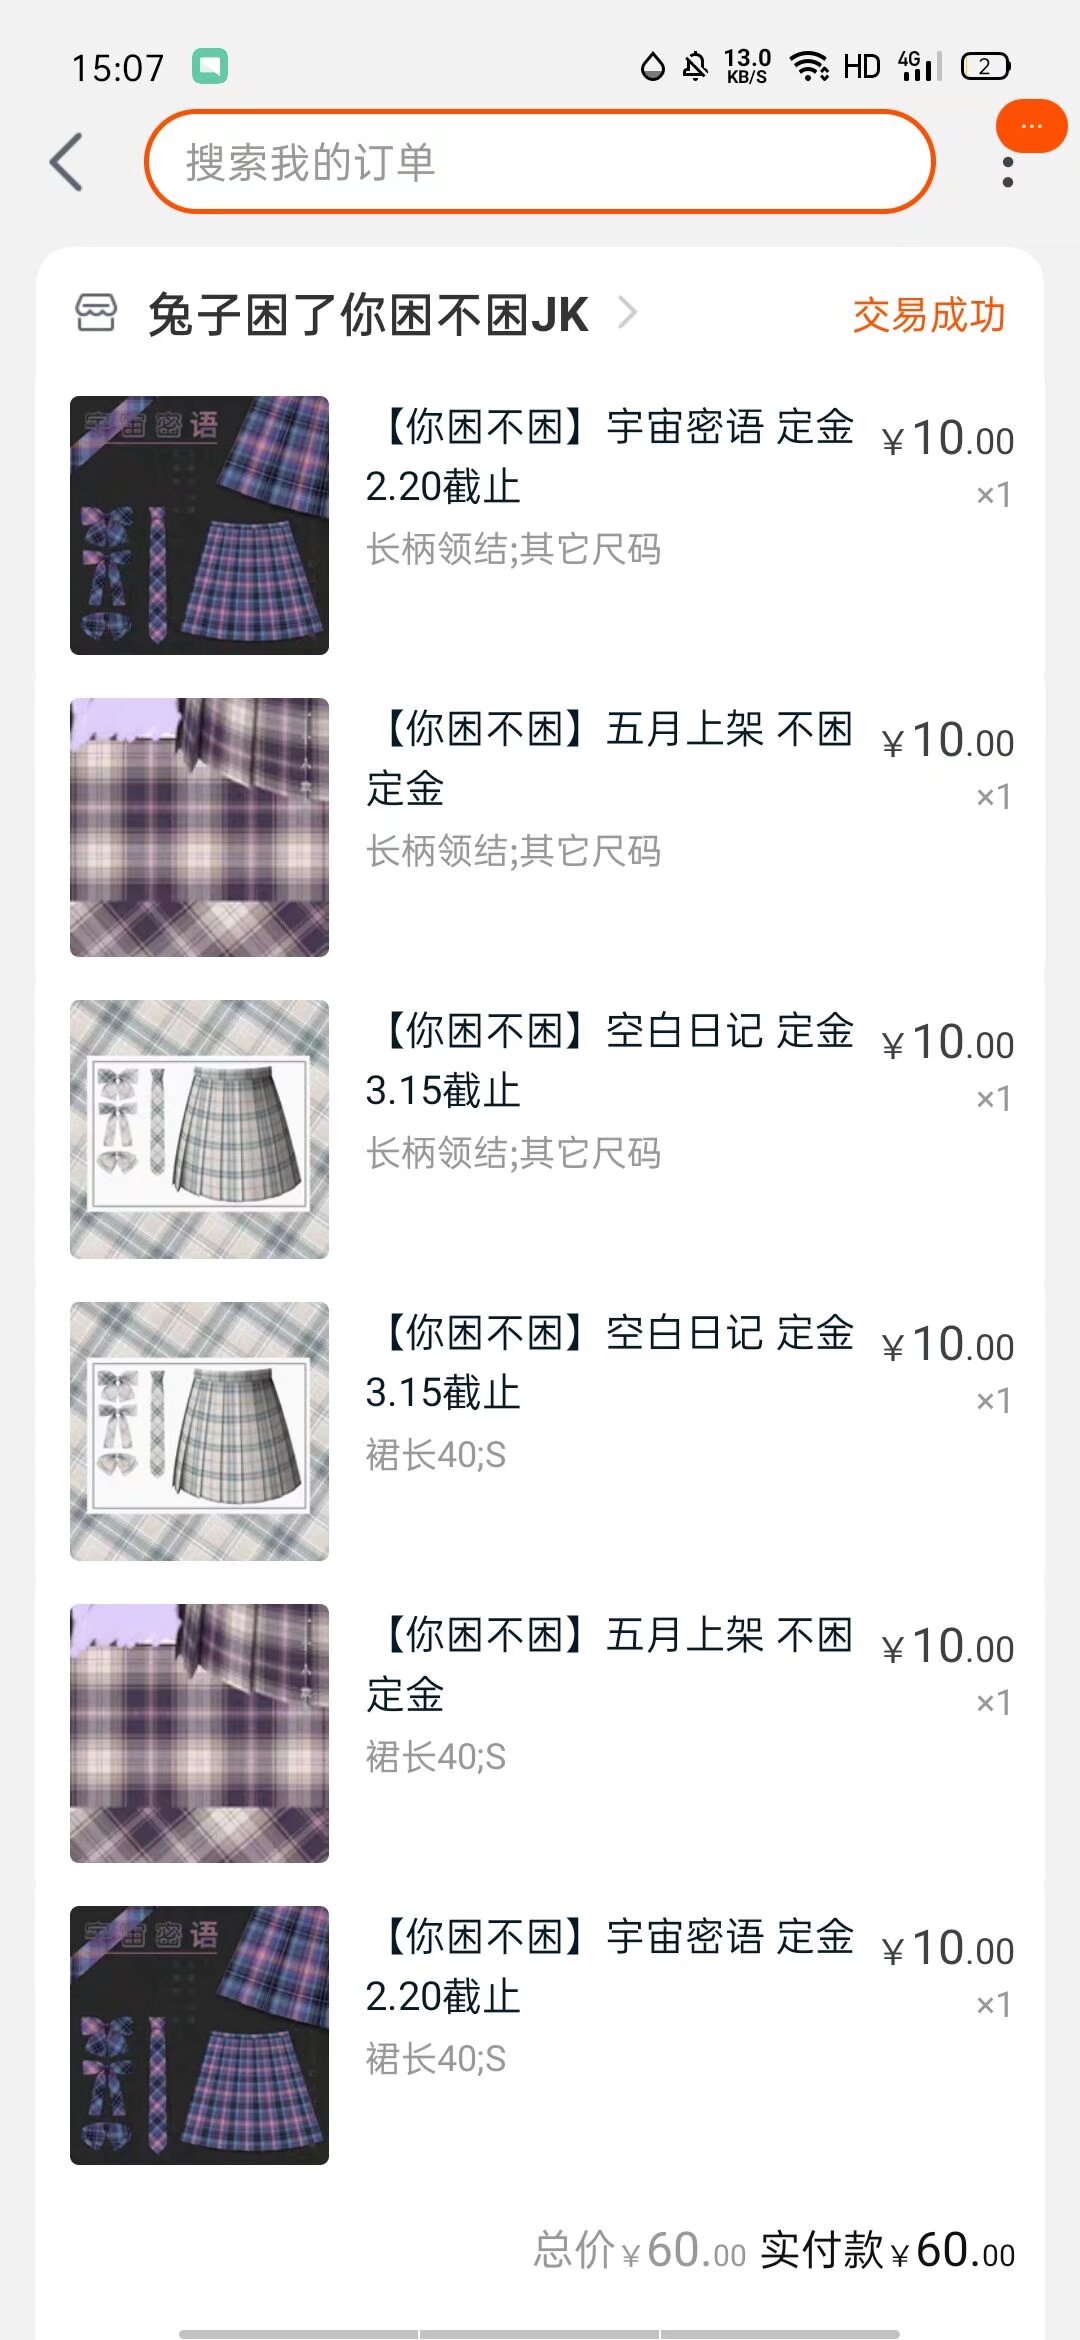 15:07
13.0
KB/S
HD
4G
2
搜索我的订单
...
兔子困了你困不困JK
交易成功
宇宙密语
【你困不困】宇宙密语 定金
2.20截止
¥10.00
×1
长柄领结;其它尺码
【你困不困】五月上架 不困
定金
¥10.00
×1
长柄领结;其它尺码
【你困不困】空白日记 定金
3.15截止
¥10.00
×1
长柄领结;其它尺码
【你困不困】空白日记 定金
3.15截止
¥10.00
×1
裙长40;S
【你困不困】五月上架 不困
定金
¥10.00
×1
裙长40;S
宇宙密语
【你困不困】宇宙密语 定金
2.20截止
¥10.00
×1
裙长40;S
总价¥60.00 实付款¥60.00